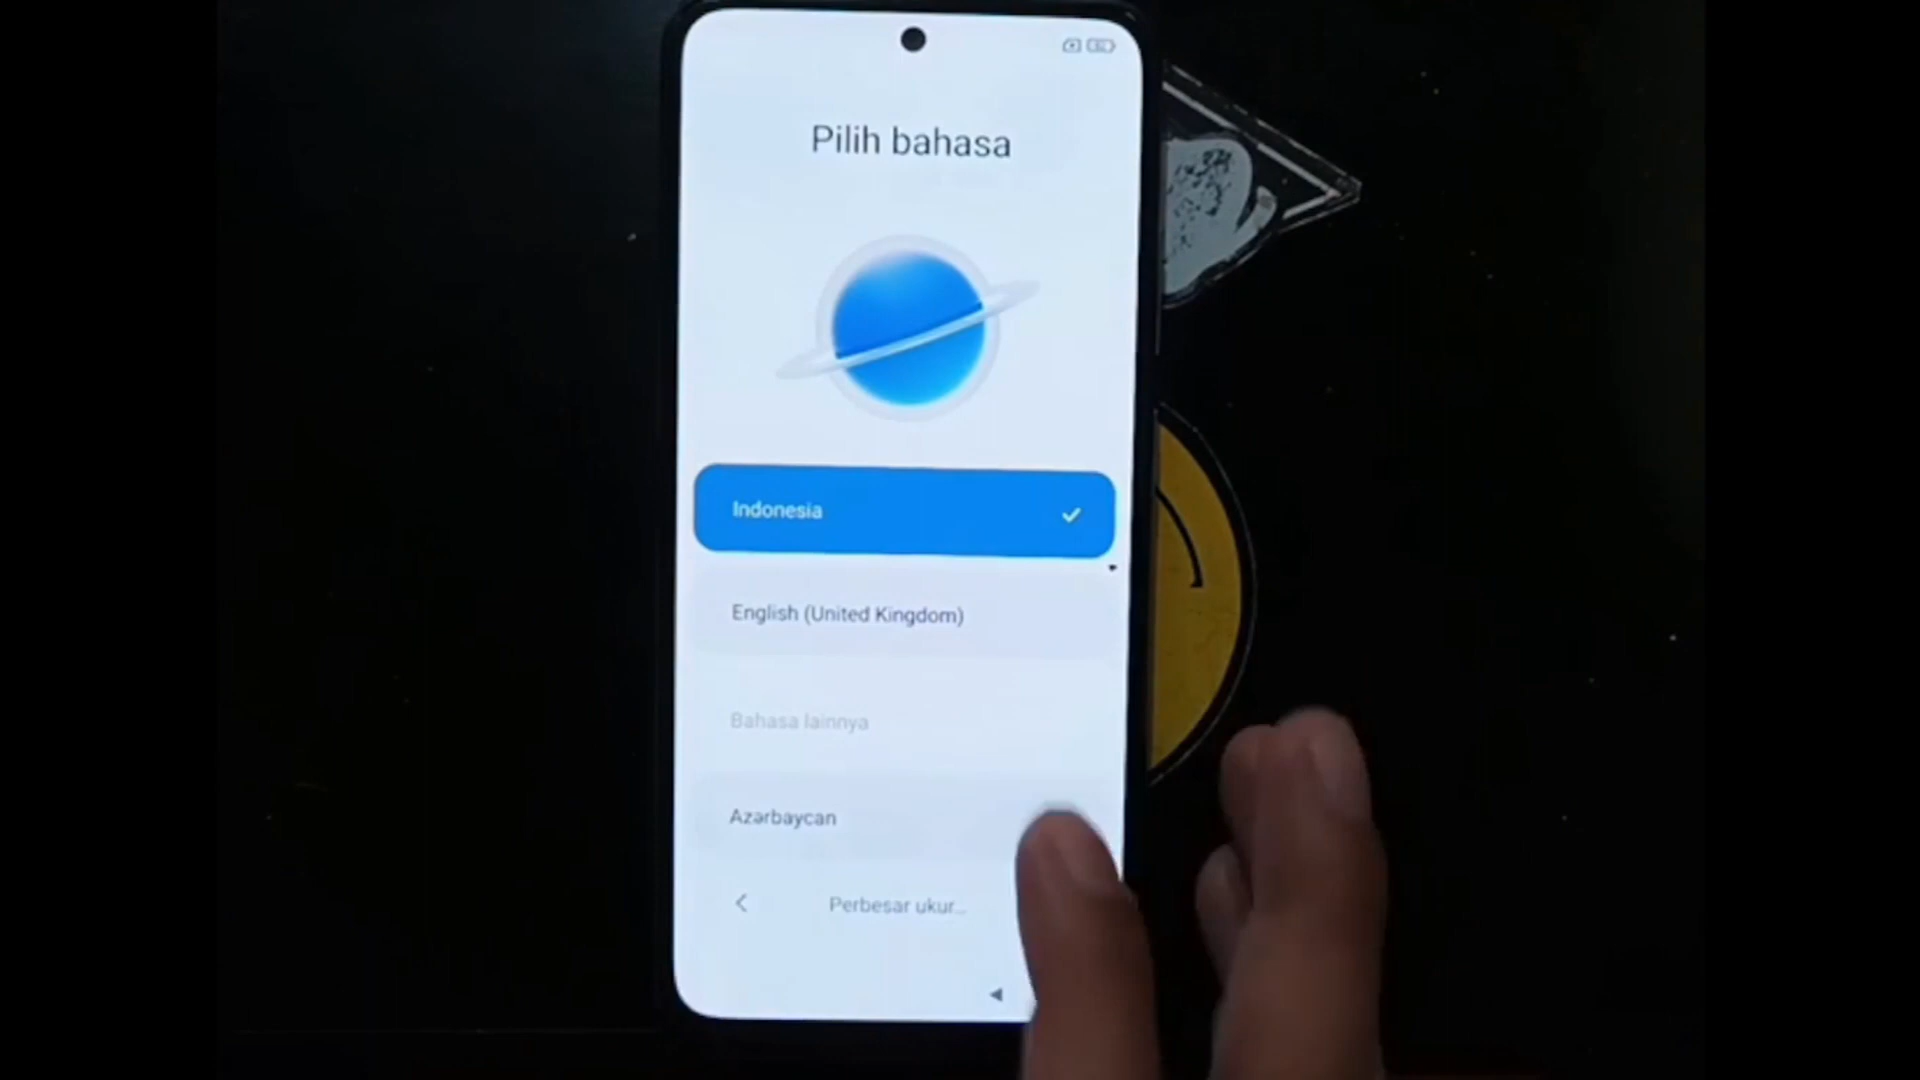 Pilih bahasa
Indonesia
English (United Kingdom)
Bahasa lainnya
Azərbaycan
Perbesar ukur...